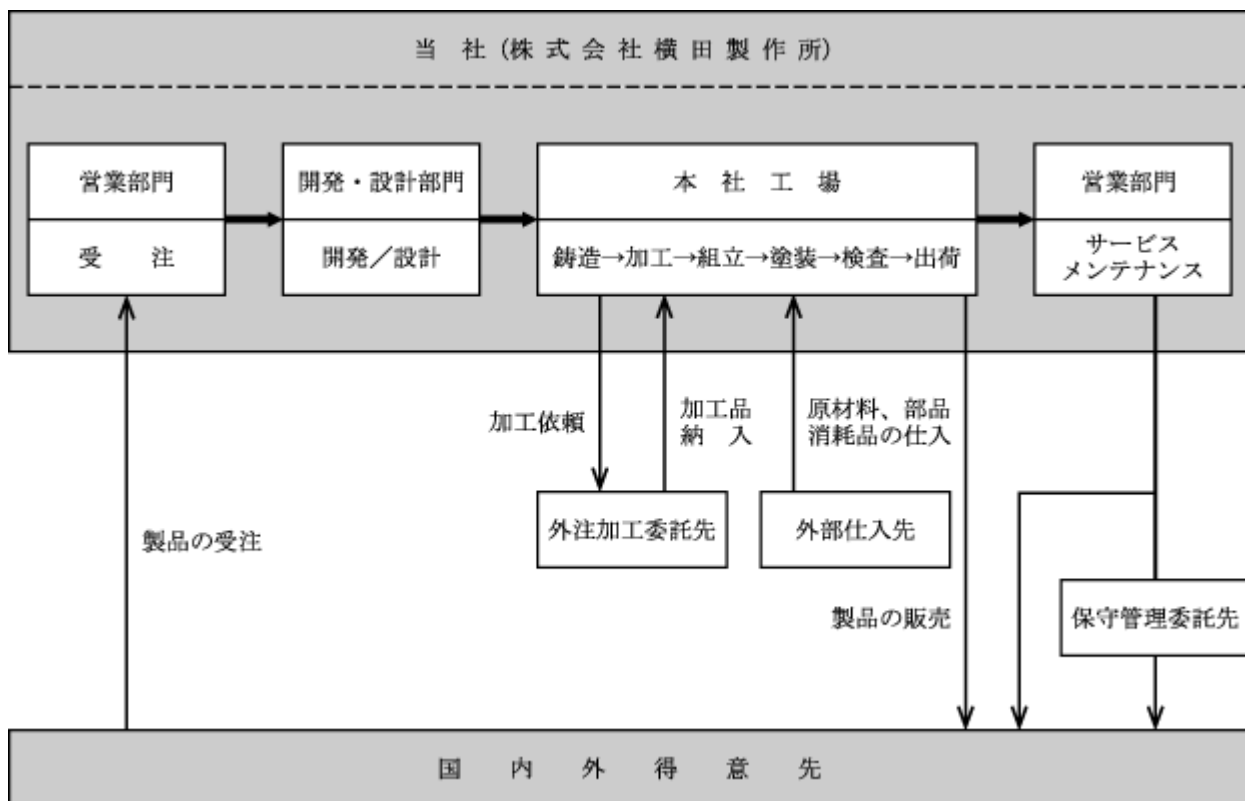 当社(株式会社横田製作所)
営業部門
受注
開発・設計部門
開発／設計
本社工場
鋳造→加工→組立→塗装→検査→出荷
営業部門
サービス
メンテナンス
加工依頼
加工品
納入
原材料、部品
消耗品の仕入
外注加工委託先
外部仕入先
製品の受注
製品の販売
保守管理委託先
国内外得意先